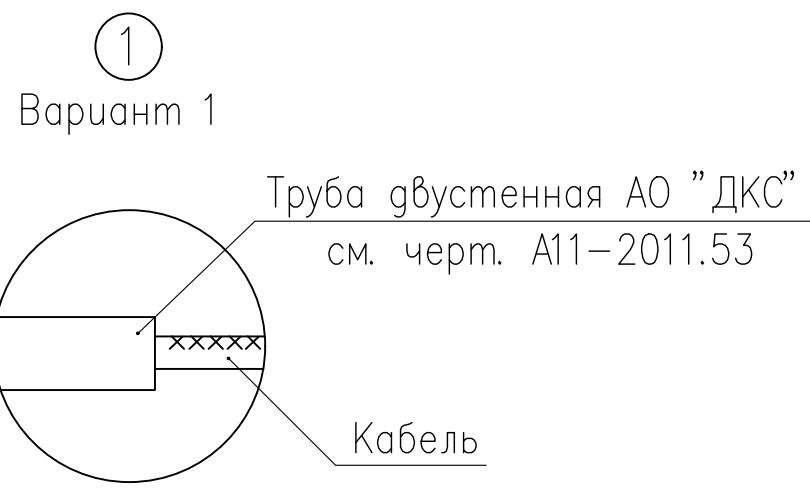 1
Вариант 1
Труба двустенная АО "ДКС"
см. черт. А11-2011.53
Кабель